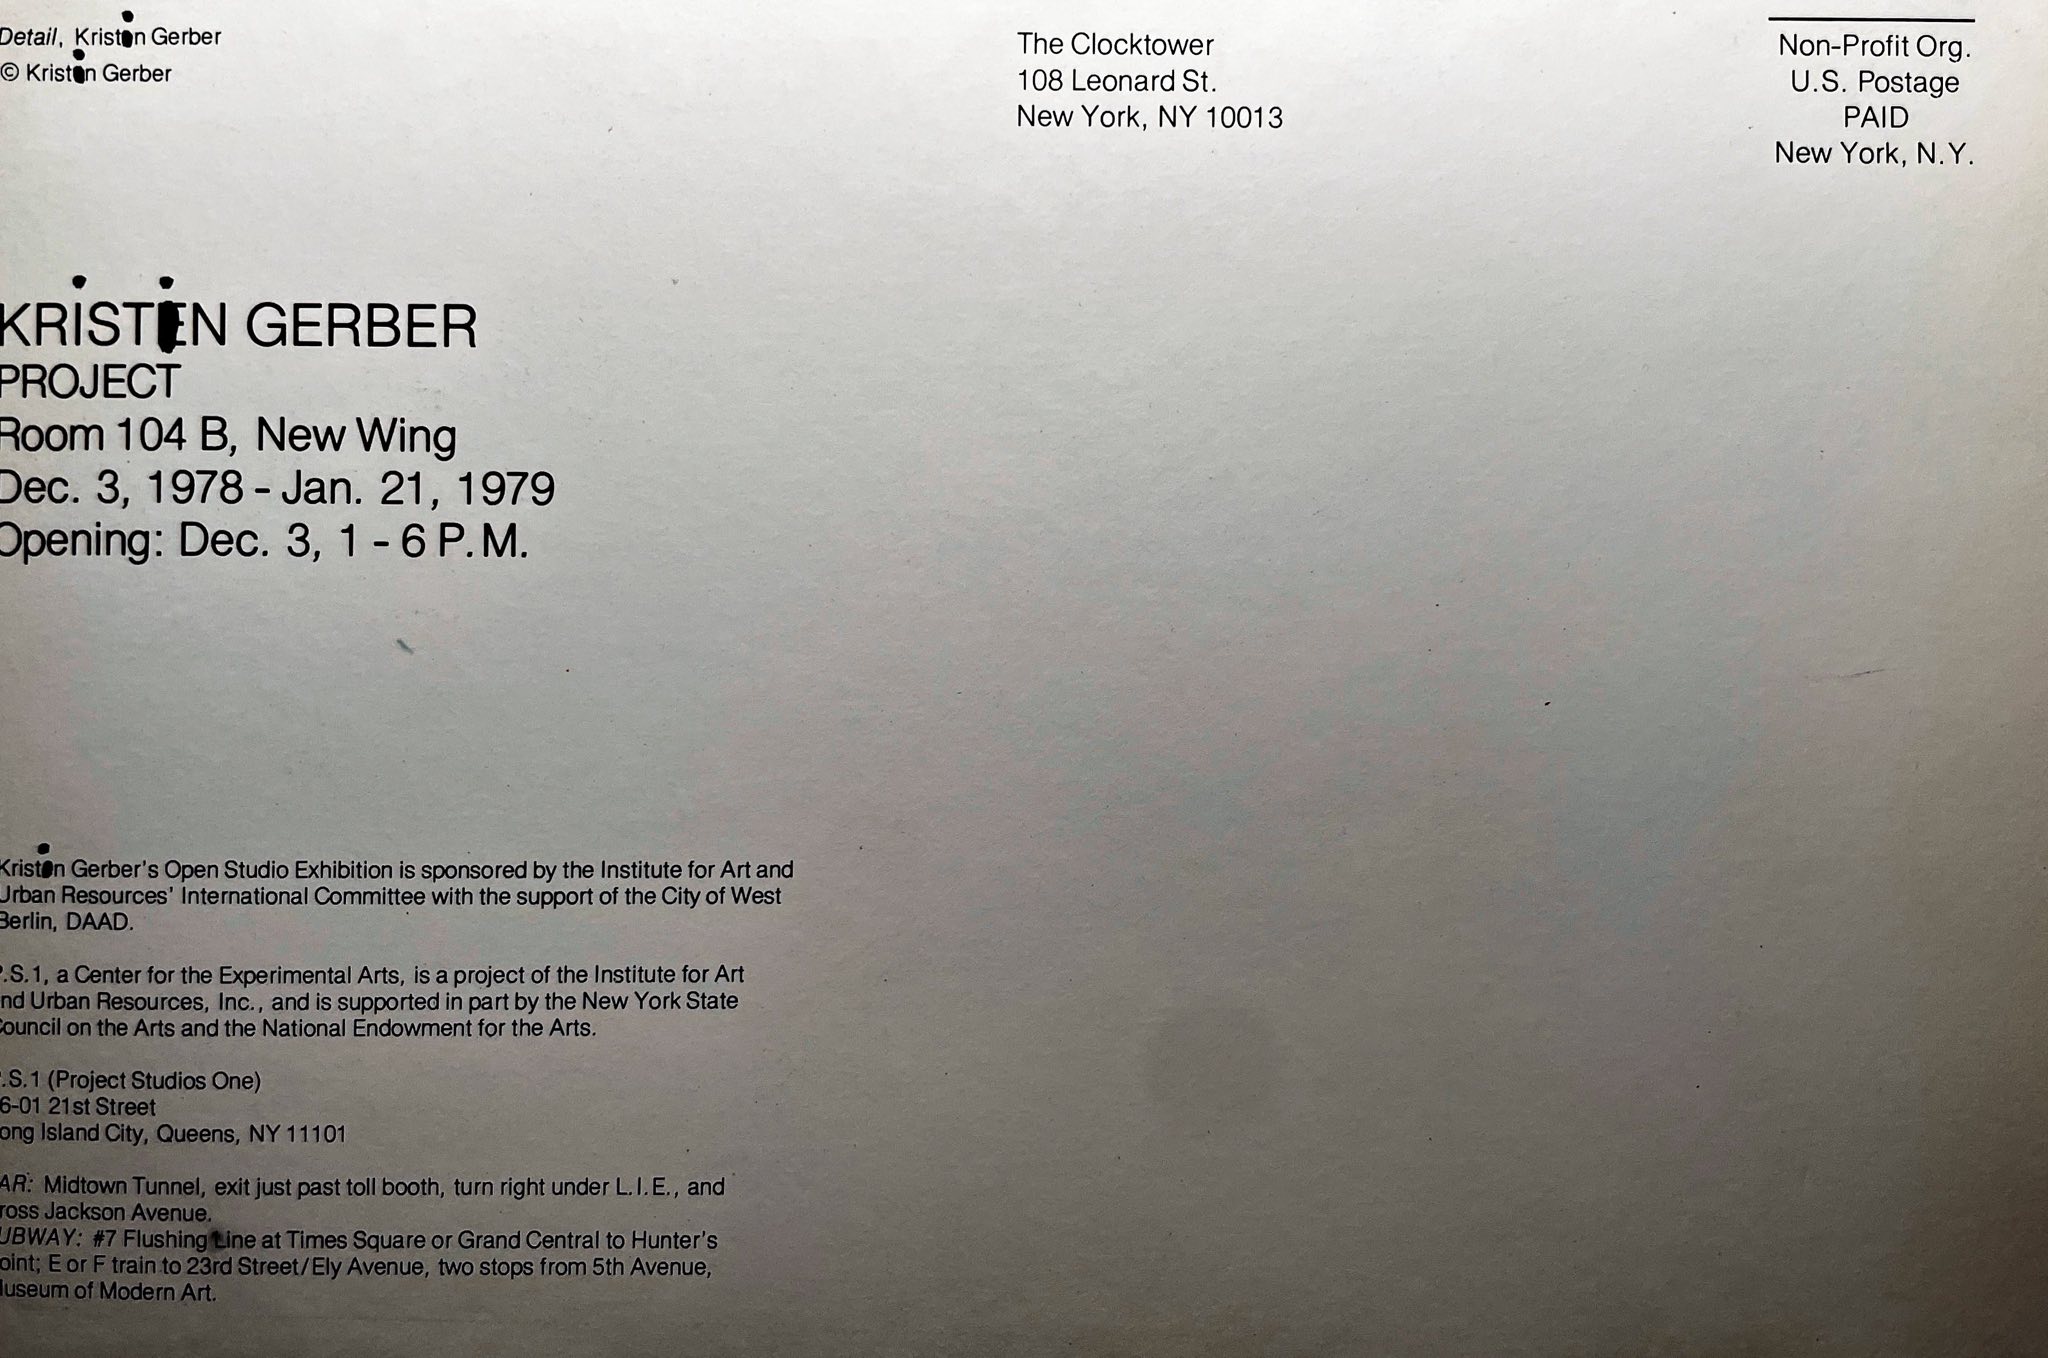 Detail, Kristin Gerber
© Kristin Gerber
The Clocktower
108 Leonard St.
New York, NY 10013
Non-Profit Org.
U.S. Postage
PAID
New York, N.Y.
KRISTIN GERBER
PROJECT
Room 104 B, New Wing
Dec. 3, 1978 - Jan. 21, 1979
Opening: Dec. 3, 1 - 6 P.M.
Kristin Gerber's Open Studio Exhibition is sponsored by the Institute for Art and
Urban Resources' International Committee with the support of the City of West
Berlin, DAAD.
.S.1, a Center for the Experimental Arts, is a project of the Institute for Art
nd Urban Resources, Inc., and is supported in part by the New York State
Council on the Arts and the National Endowment for the Arts.
.S.1 (Project Studios One)
6-01 21st Street
ong Island City, Queens, NY 11101
AR: Midtown Tunnel, exit just past toll booth, turn right under L.I.E., and
ross Jackson Avenue.
UBWAY: #7 Flushing Line at Times Square or Grand Central to Hunter's
oint; E or F train to 23rd Street/Ely Avenue, two stops from 5th Avenue,
Museum of Modern Art.